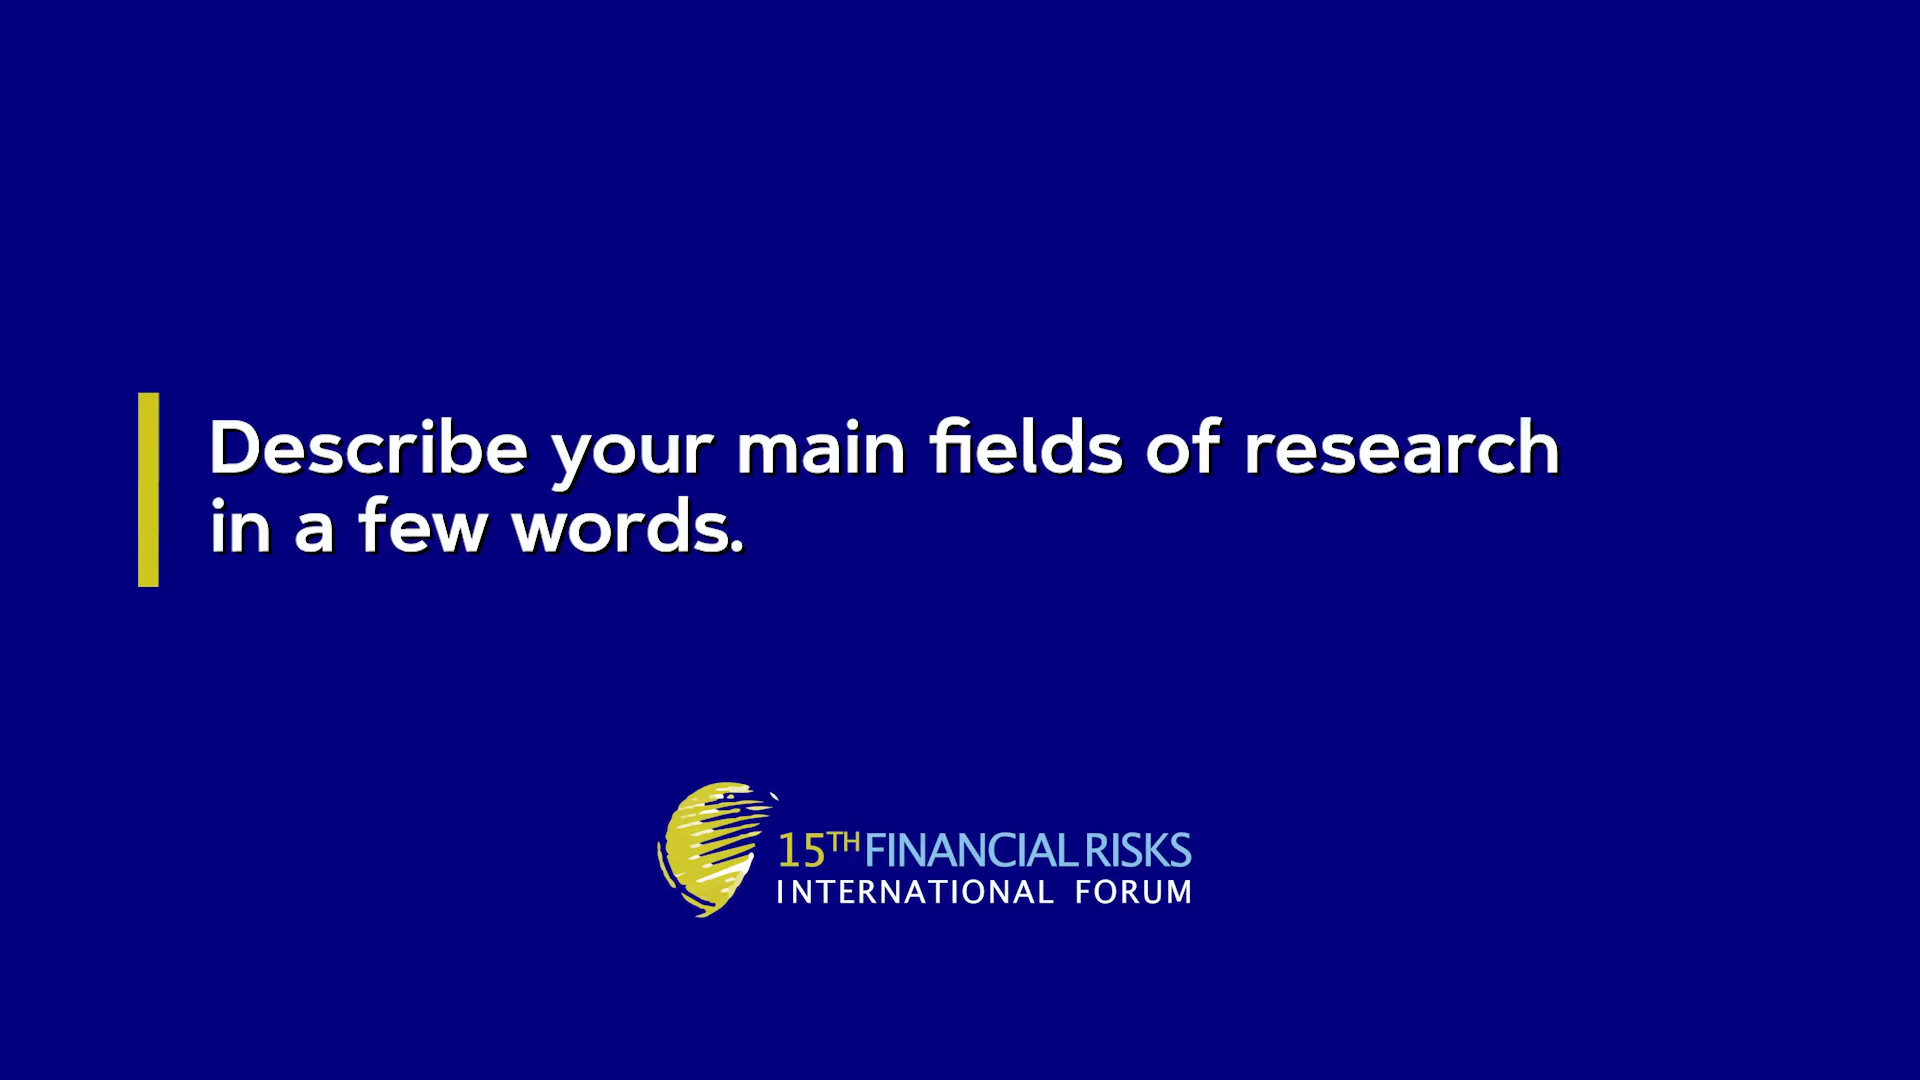 Describe your main fields of research
in a few words.
15TH FINANCIAL RISKS
INTERNATIONAL FORUM